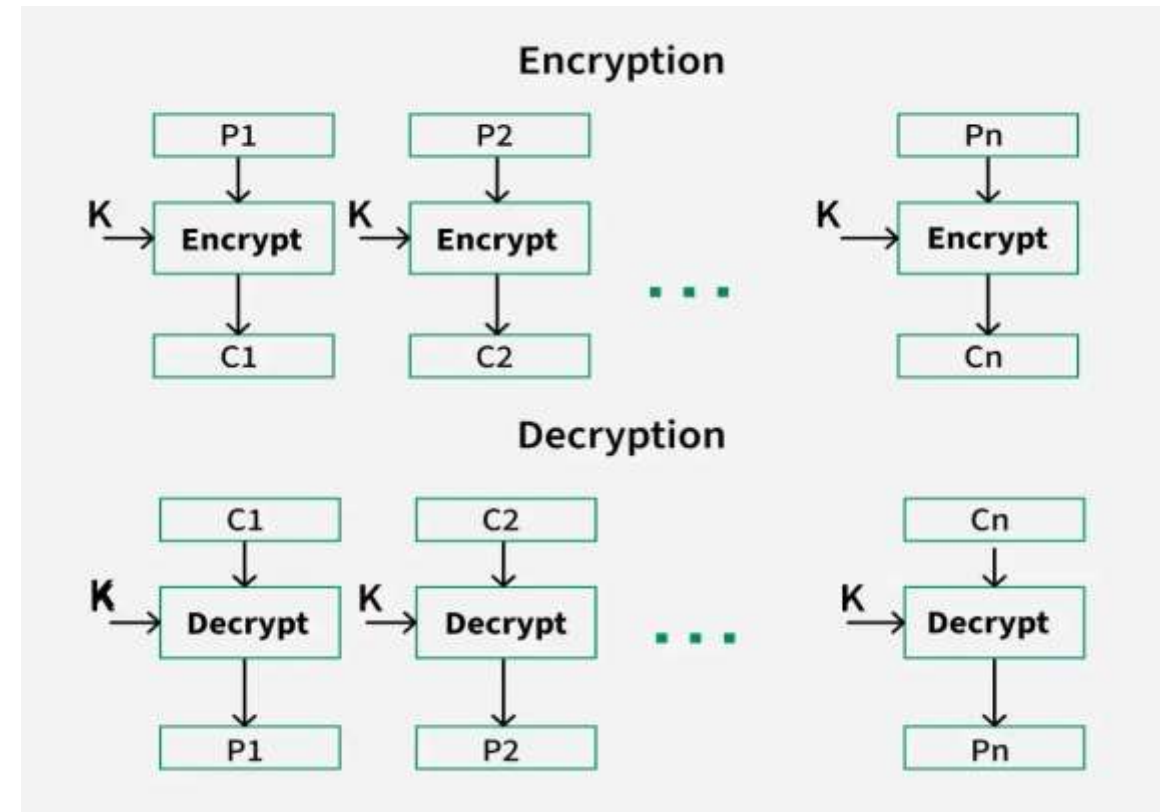 Encryption
P1 P2 Pn
K K K
Encrypt Encrypt Encrypt
C1 C2 Cn
Decryption
C1 C2 Cn
K K K
Decrypt Decrypt Decrypt
P1 P2 Pn